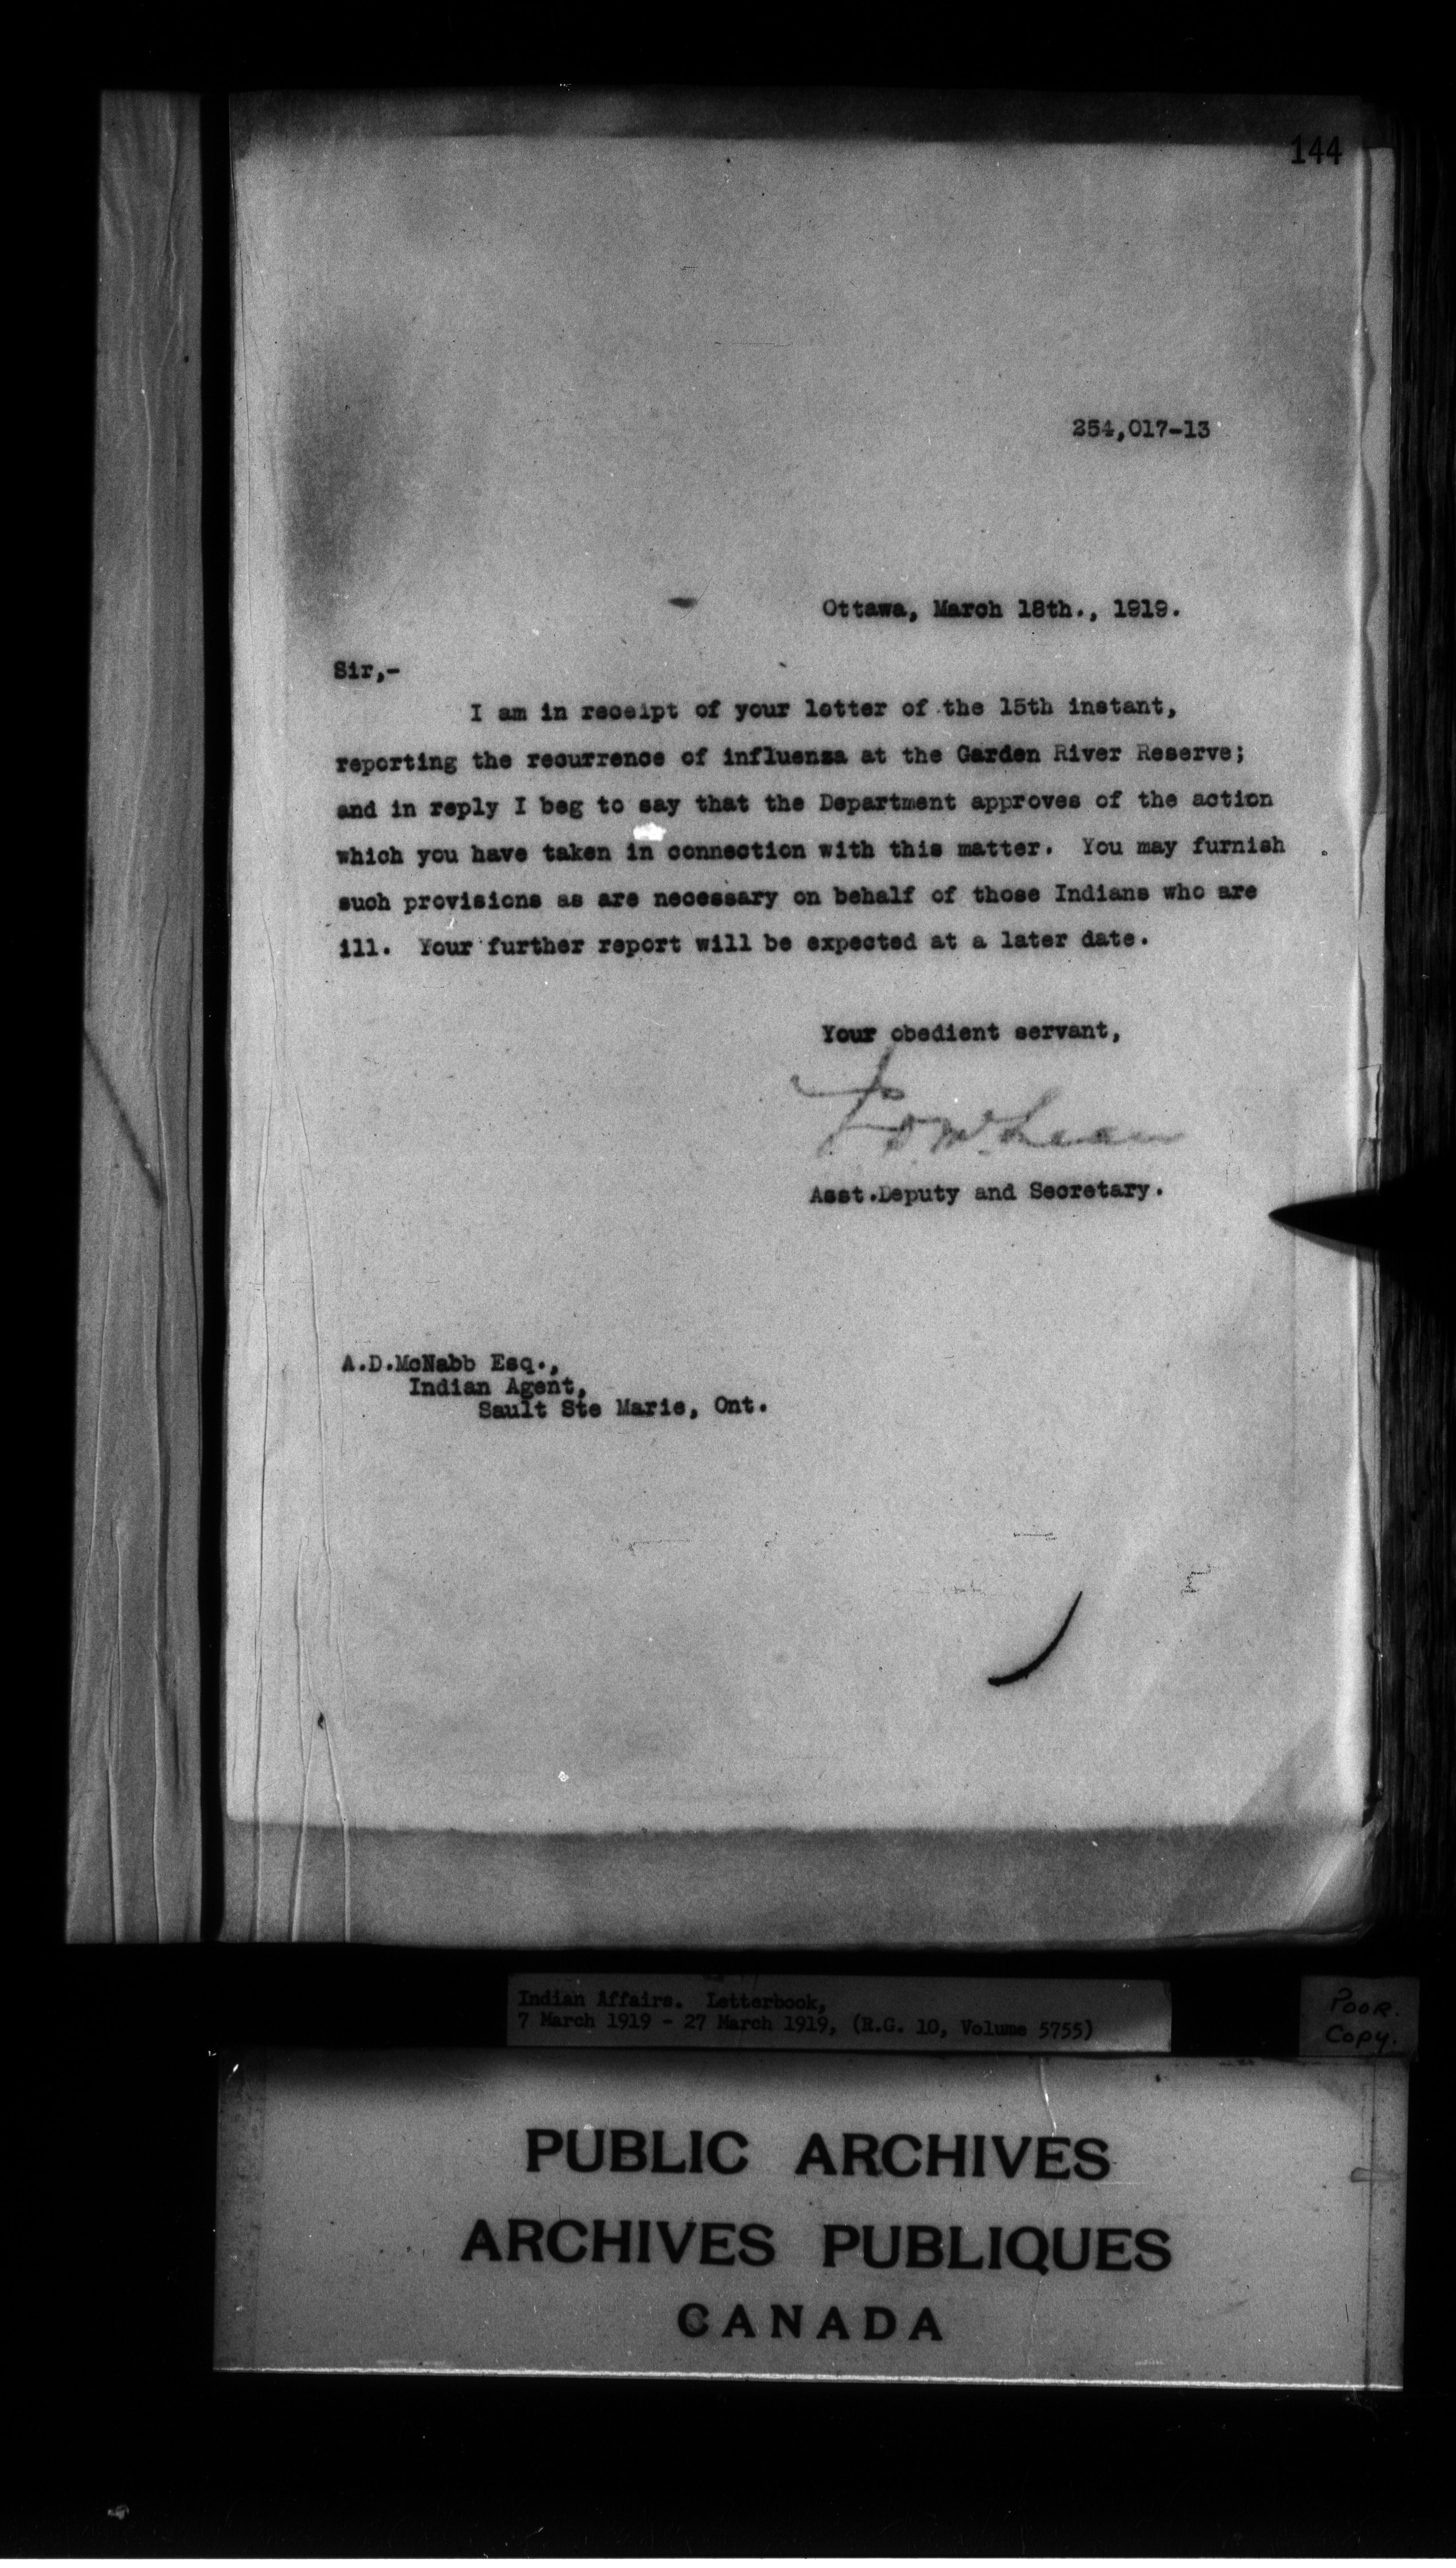 144
254,017-13
Ottawa, March 18th., 1919.
Sir,-
I am in receipt of your letter of the 15th instant,
reporting the recurrence of influenza at the Garden River Reserve;
and in reply I beg to say that the Department approves of the action
which you have taken in connection with this matter. You may furnish
such provisions as are necessary on behalf of those Indians who are
ill. Your further report will be expected at a later date.
Your obedient servant,
J D McLean
Asst.Deputy and Secretary.
A.D.McNabb Esq.,
Indian Agent,
Sault Ste Marie, Ont.
Indian Affairs. Letterbook,
7 March 1919 - 27 March 1919, (R.G. 10, Volume 5755)
POOR.
Copy.
PUBLIC ARCHIVES
ARCHIVES PUBLIQUES
CANADA